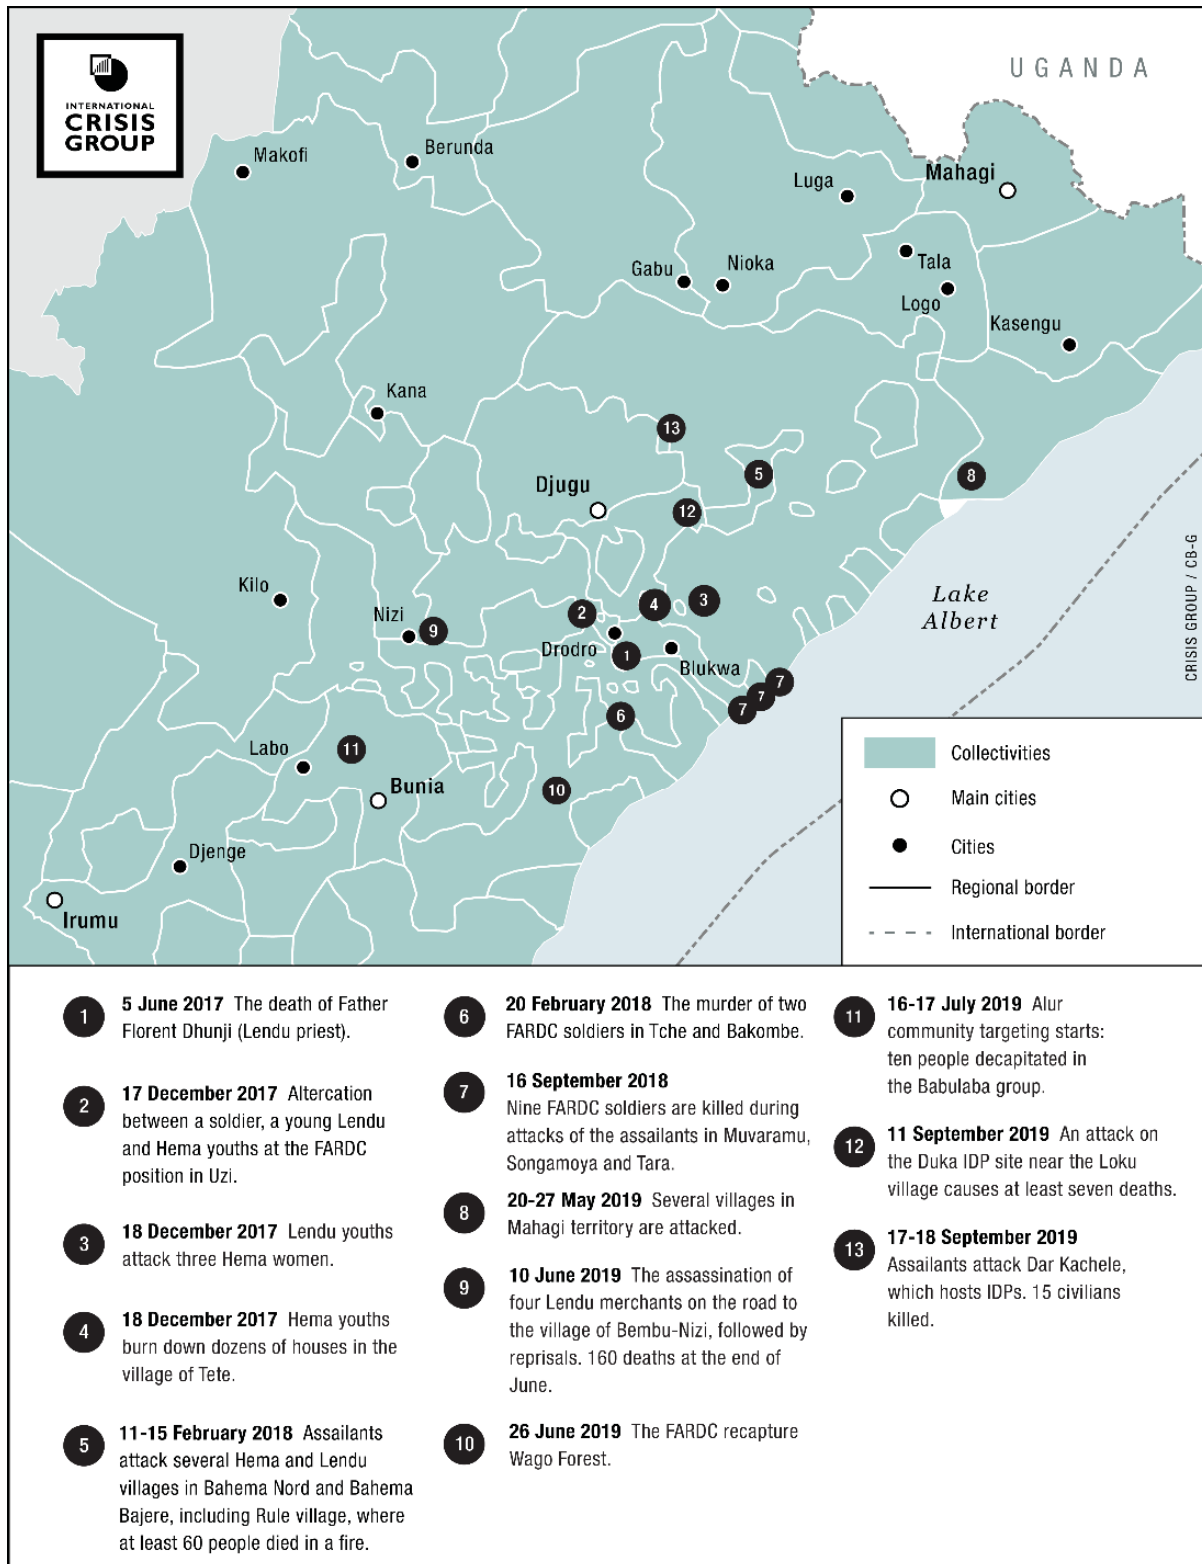 INTERNATIONAL
CRISIS
GROUP
UGANDA
Makofi
Berunda
Luga
Mahagi
Gabu
Nioka
Tala
Logo
Kasengu
Kana
13
5
8
Djugu
12
Kilo
Nizi
9
2
4
3
Drodro
1
Blukwa
Lake
Albert
7
7
7
6
Labo
11
Bunia
10
Djenge
Irumu
CRISIS GROUP / CB-G
Collectivities
Main cities
Cities
Regional border
International border
1
5 June 2017 The death of Father
Florent Dhunji (Lendu priest).
2
17 December 2017 Altercation
between a soldier, a young Lendu
and Hema youths at the FARDC
position in Uzi.
3
18 December 2017 Lendu youths
attack three Hema women.
4
18 December 2017 Hema youths
burn down dozens of houses in the
village of Tete.
5
11-15 February 2018 Assailants
attack several Hema and Lendu
villages in Bahema Nord and Bahema
Bajere, including Rule village, where
at least 60 people died in a fire.
6
20 February 2018 The murder of two
FARDC soldiers in Tche and Bakombe.
7
16 September 2018
Nine FARDC soldiers are killed during
attacks of the assailants in Muvaramu,
Songamoya and Tara.
8
20-27 May 2019 Several villages in
Mahagi territory are attacked.
9
10 June 2019 The assassination of
four Lendu merchants on the road to
the village of Bembu-Nizi, followed by
reprisals. 160 deaths at the end of
June.
10
26 June 2019 The FARDC recapture
Wago Forest.
11
16-17 July 2019 Alur
community targeting starts:
ten people decapitated in
the Babulaba group.
12
11 September 2019 An attack on
the Duka IDP site near the Loku
village causes at least seven deaths.
13
17-18 September 2019
Assailants attack Dar Kachele,
which hosts IDPs. 15 civilians
killed.